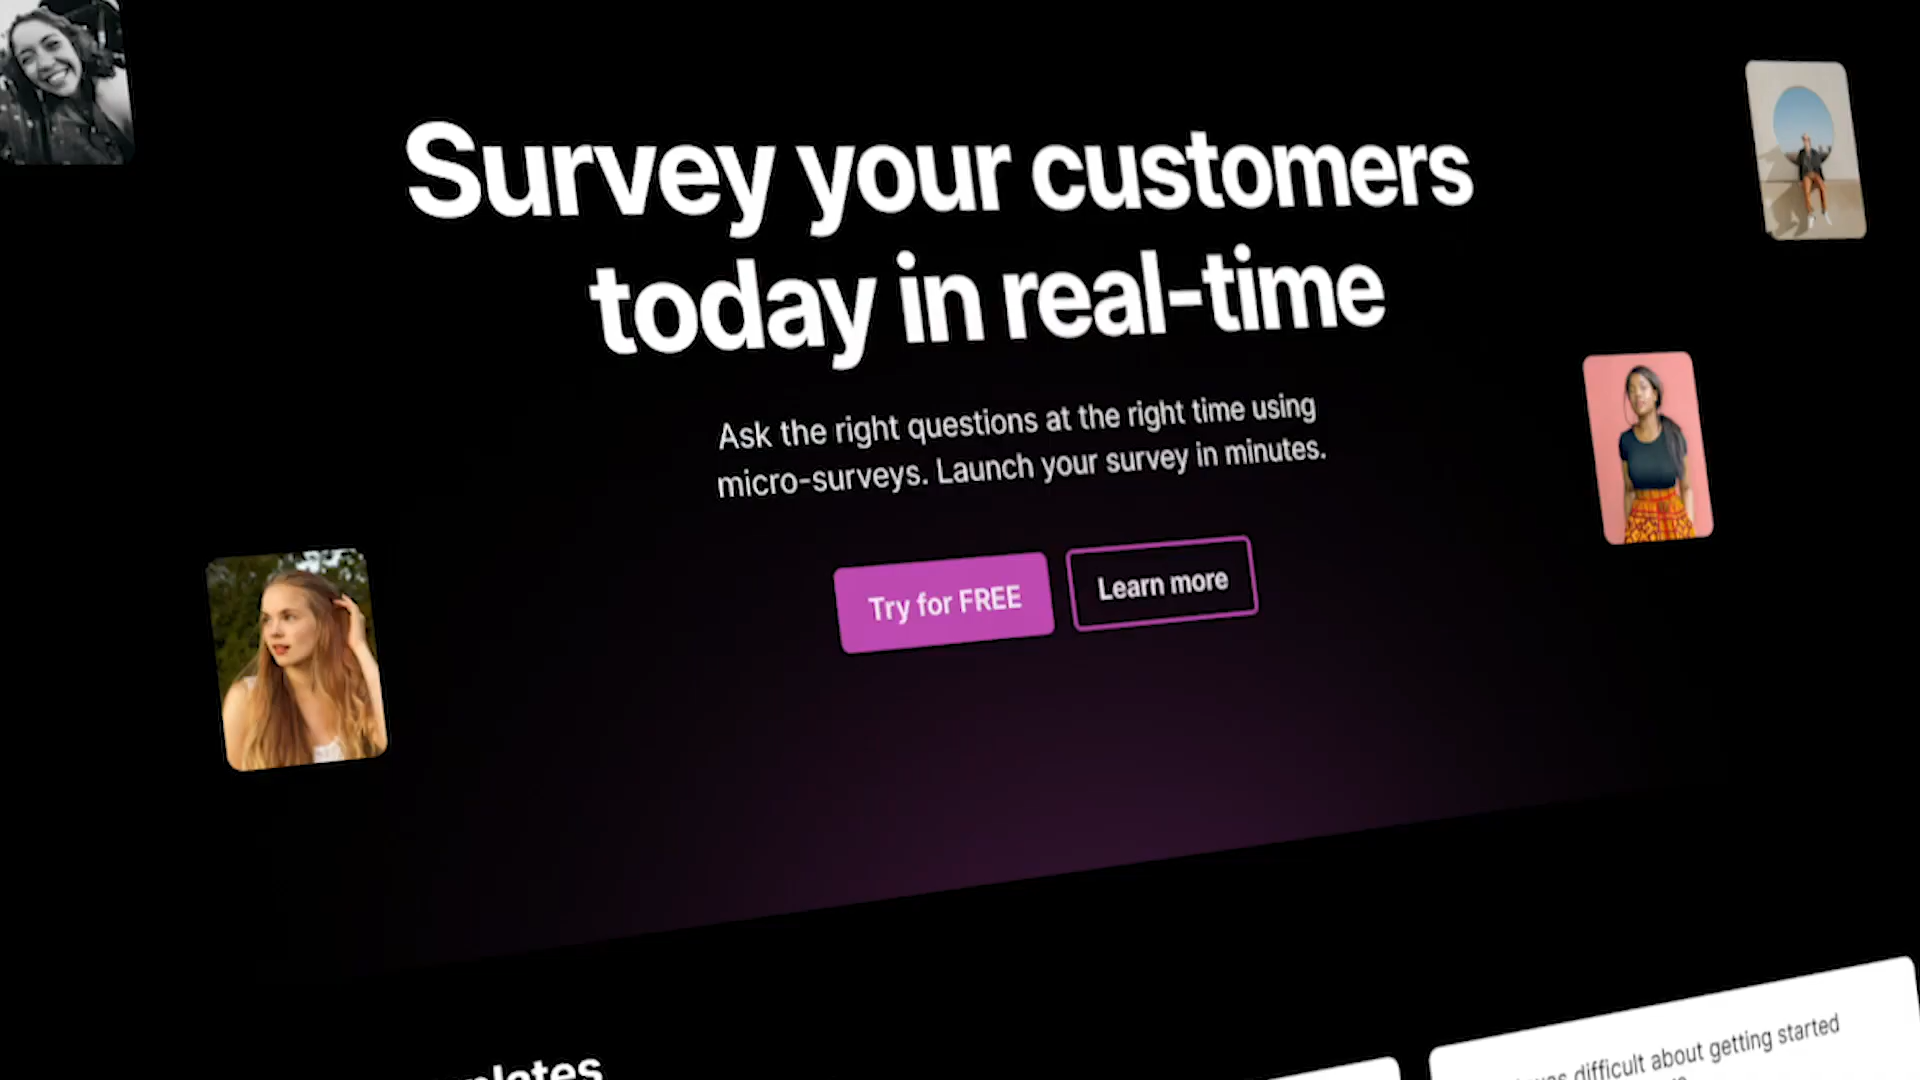 Survey your customers
today in real-time
Ask the right questions at the right time using
micro-surveys. Launch your survey in minutes.
Try for FREE
Learn more
difficult about getting started